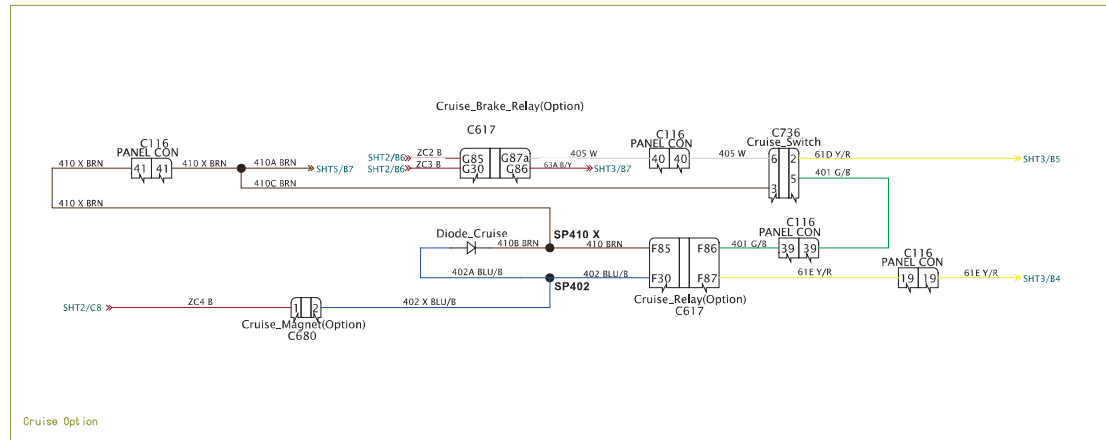 Cruise_Brake_Relay(Option)
C617
C116
PANEL CON
41 41
410 X BRN
410 X BRN
410A BRN
SHT5/B7
410C BRN
410 X BRN
SHT2/B6
ZC2 B
SHT2/B6
ZC3 B
G85
G30
G87a
G86
405 W
63A B/Y
SHT3/B7
C116
PANEL CON
40 40
405 W
C736
Cruise_Switch
6
3
2
5
61D Y/R
SHT3/B5
401 G/B
Diode_Cruise
410B BRN
SP410 X
410 BRN
402A BLU/B
SP402
402 BLU/B
F85
F30
F86
F87
Cruise_Relay(Option)
C617
401 G/B
C116
PANEL CON
39 39
61E Y/R
C116
PANEL CON
19 19
61E Y/R
SHT3/B4
SHT2/C8
ZC4 B
1 2
402 X BLU/B
Cruise_Magnet(Option)
C680
Cruise Option